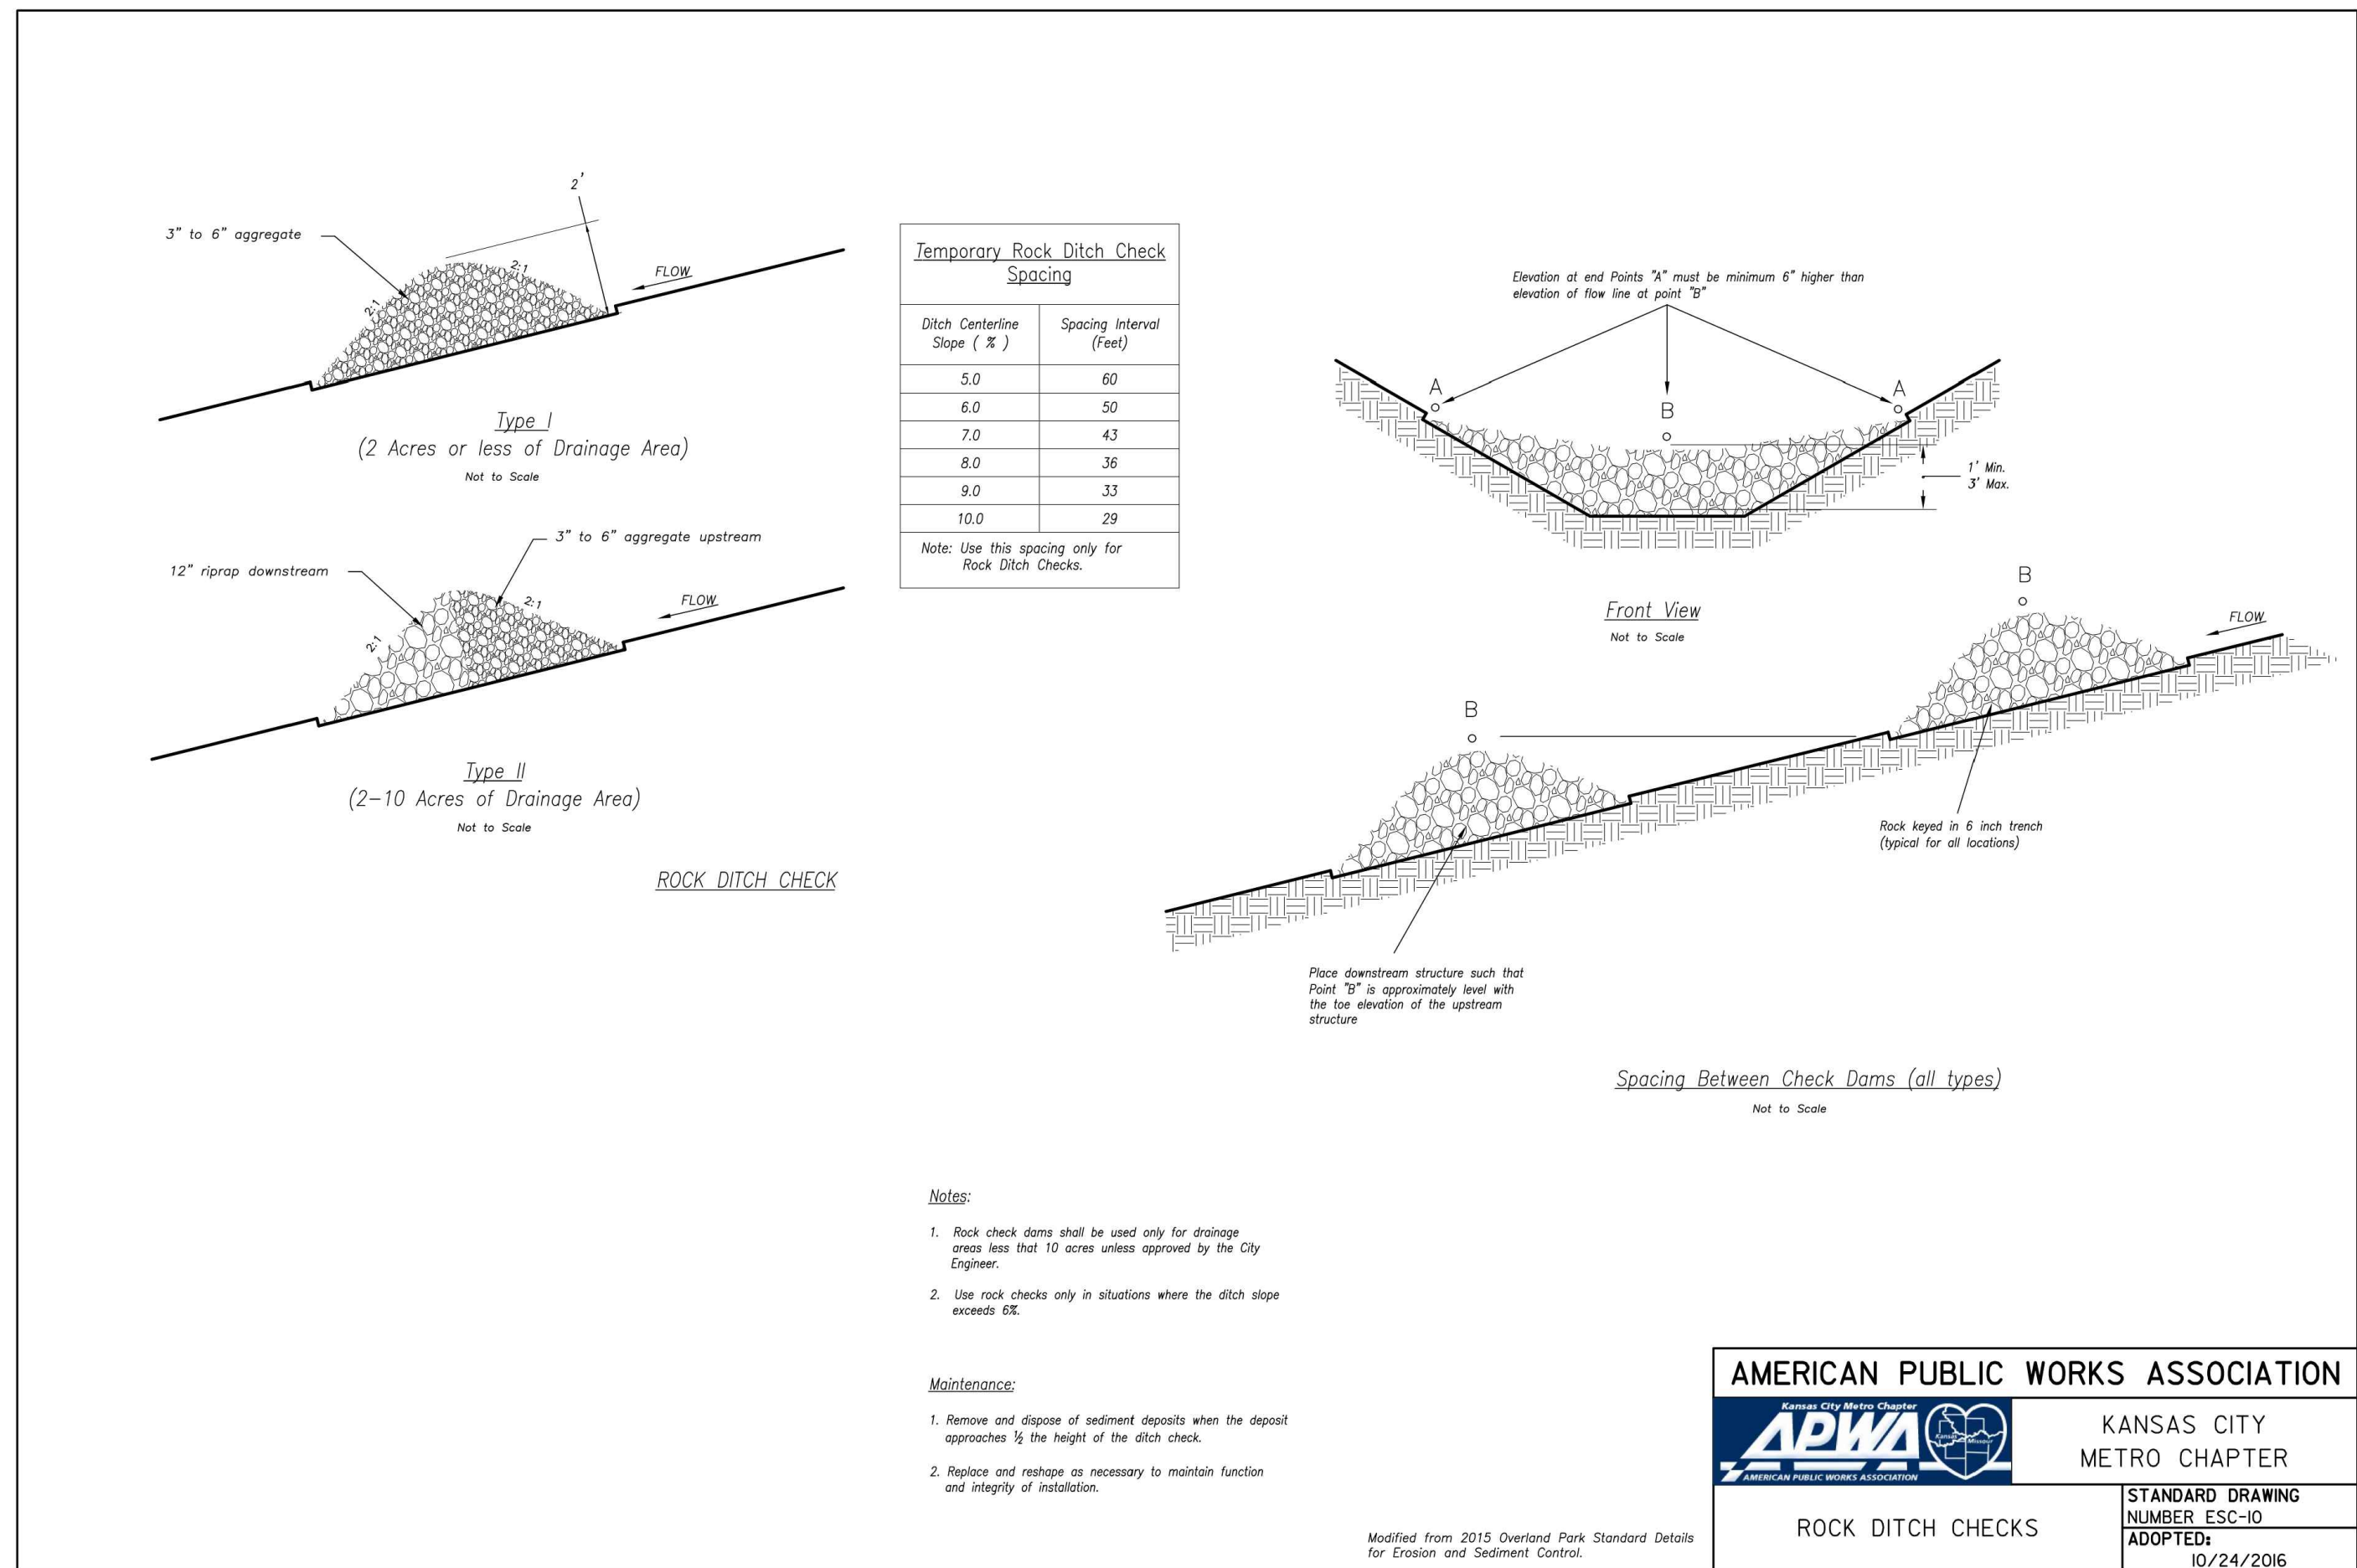 2'
3" to 6" aggregate
2:1
2:1
FLOW
Type I
(2 Acres or less of Drainage Area)
Not to Scale
3" to 6" aggregate upstream
12" riprap downstream
2:1
2:1
FLOW
Type II
(2-10 Acres of Drainage Area)
Not to Scale
ROCK DITCH CHECK
Temporary Rock Ditch Check
Spacing
Ditch Centerline
Slope ( % )
Spacing Interval
(Feet)
5.0 60
6.0 50
7.0 43
8.0 36
9.0 33
10.0 29
Note: Use this spacing only for
Rock Ditch Checks.
Elevation at end Points "A" must be minimum 6" higher than
elevation of flow line at point "B"
A
B
A
1' Min.
3' Max.
Front View
Not to Scale
B
FLOW
B
Rock keyed in 6 inch trench
(typical for all locations)
Place downstream structure such that
Point "B" is approximately level with
the toe elevation of the upstream
structure
Spacing Between Check Dams (all types)
Not to Scale
Notes:
1. Rock check dams shall be used only for drainage
areas less that 10 acres unless approved by the City
Engineer.
2. Use rock checks only in situations where the ditch slope
exceeds 6%.
Maintenance:
1. Remove and dispose of sediment deposits when the deposit
approaches ½ the height of the ditch check.
2. Replace and reshape as necessary to maintain function
and integrity of installation.
Modified from 2015 Overland Park Standard Details
for Erosion and Sediment Control.
AMERICAN PUBLIC WORKS ASSOCIATION
Kansas City Metro Chapter
APWA
Kansas
Missouri
AMERICAN PUBLIC WORKS ASSOCIATION
KANSAS CITY
METRO CHAPTER
ROCK DITCH CHECKS
STANDARD DRAWING
NUMBER ESC-10
ADOPTED:
10/24/2016